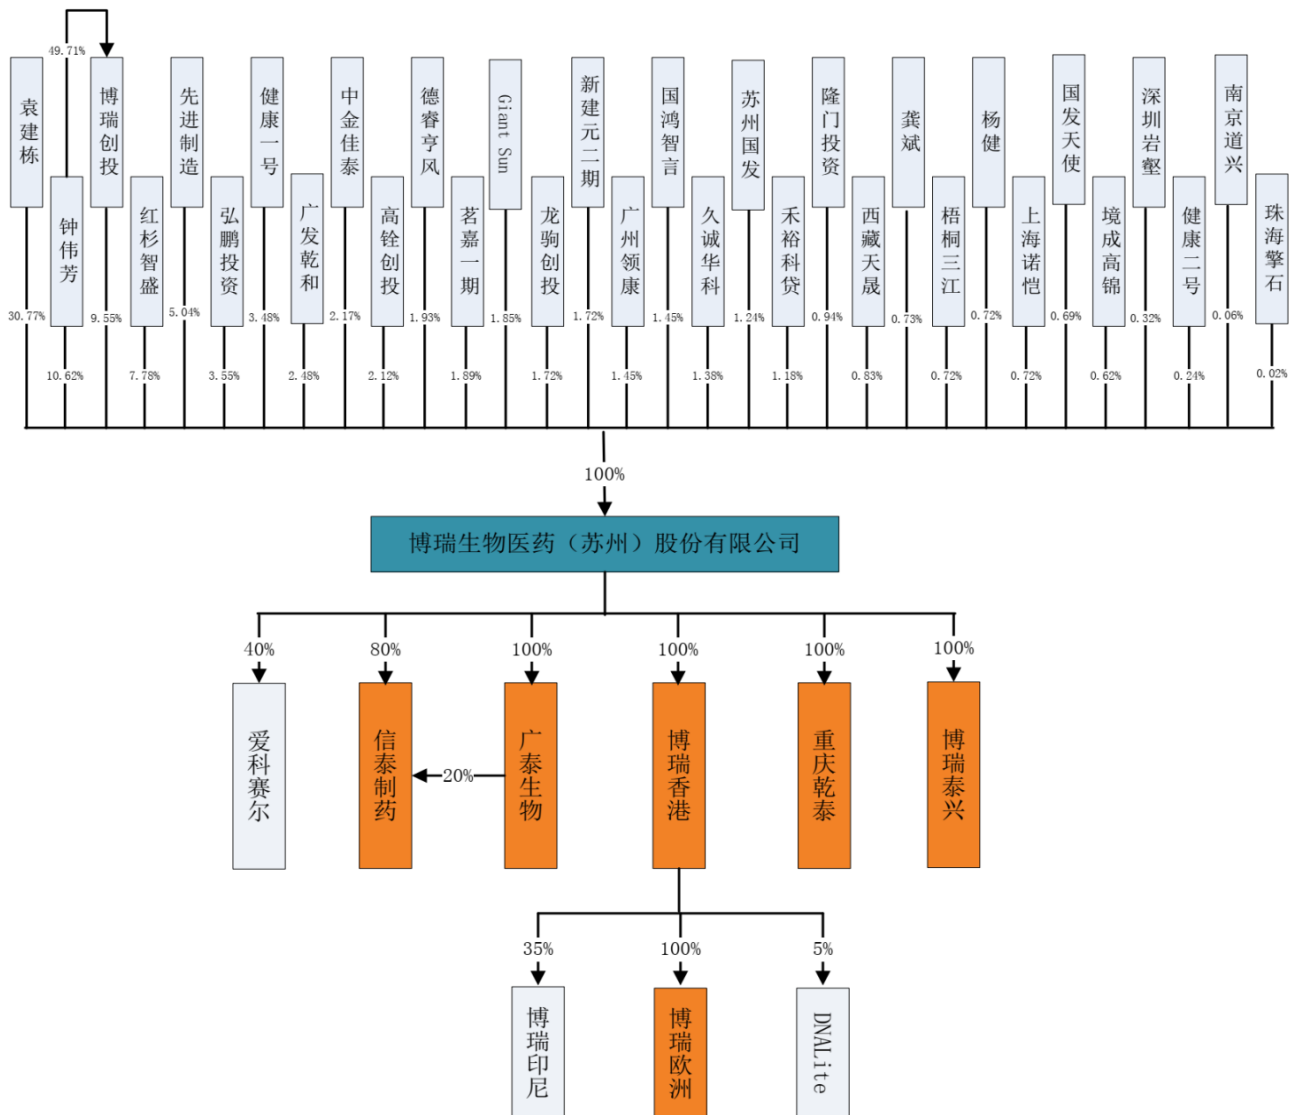 49.71%
袁建栋
钟伟芳
博瑞创投
红杉智盛
先进制造
弘鹏投资
健康一号
广发乾和
中金佳泰
高铨创投
德睿亨风
茗嘉一期
Giant Sun
龙驹创投
新建元二期
广州领康
国鸿智言
久诚华科
苏州国发
禾裕科贷
隆门投资
西藏天晟
龚斌
梧桐三江
杨健
上海诺恺
国发天使
境成高锦
深圳岩壑
健康二号
南京道兴
珠海擎石
30.77%
10.62%
9.55%
7.78%
5.04%
3.55%
3.48%
2.48%
2.17%
2.12%
1.93%
1.89%
1.85%
1.72%
1.72%
1.45%
1.45%
1.38%
1.24%
1.18%
0.94%
0.83%
0.73%
0.72%
0.72%
0.72%
0.69%
0.62%
0.32%
0.24%
0.06%
0.02%
100%
博瑞生物医药（苏州）股份有限公司
40%
80%
100%
100%
100%
100%
爱科赛尔
信泰制药
20%
广泰生物
博瑞香港
重庆乾泰
博瑞泰兴
35%
100%
5%
博瑞印尼
博瑞欧洲
DNALite